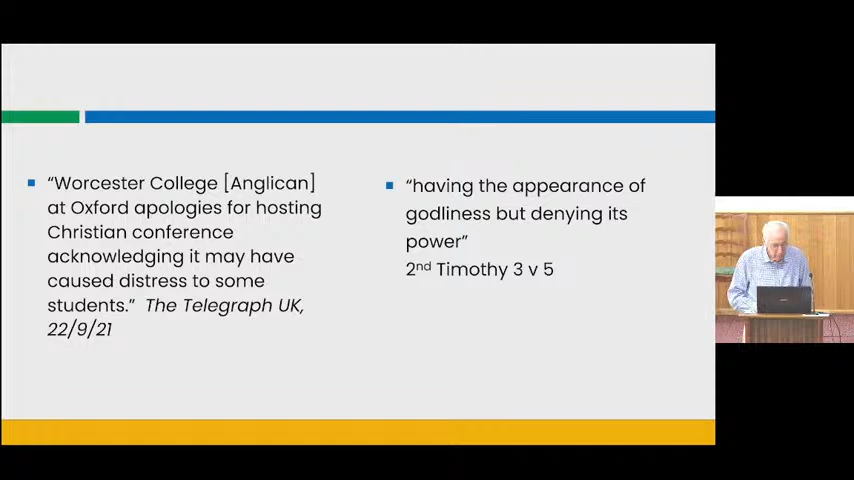 “Worcester College [Anglican]
at Oxford apologies for hosting
Christian conference
acknowledging it may have
caused distress to some
students.” The Telegraph UK,
22/9/21
“having the appearance of
godliness but denying its
power”
2nd Timothy 3 v 5